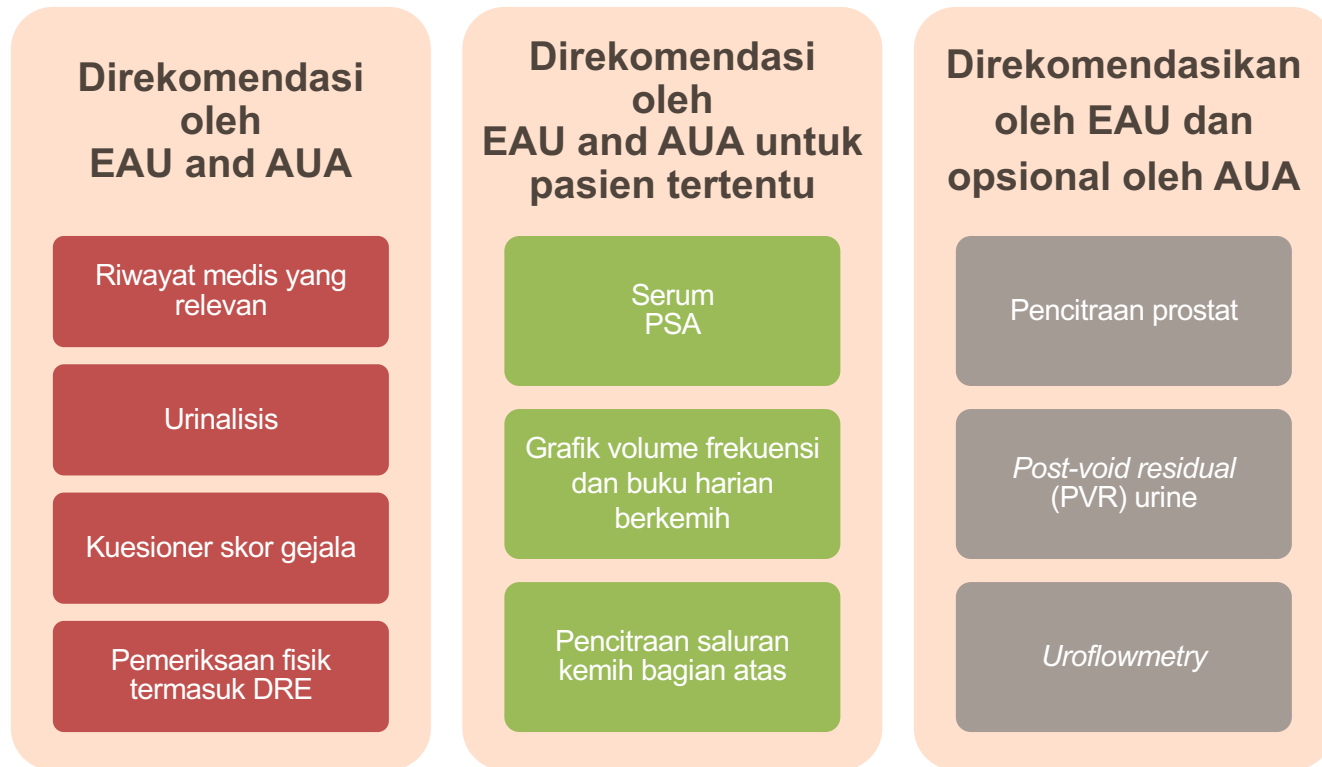 Direkomendasi
oleh
EAU and AUA
Riwayat medis yang
relevan
Urinalisis
Kuesioner skor gejala
Pemeriksaan fisik
termasuk DRE
Direkomendasi
oleh
EAU and AUA untuk
pasien tertentu
Serum
PSA
Grafik volume frekuensi
dan buku harian
berkemih
Pencitraan saluran
kemih bagian atas
Direkomendasikan
oleh EAU dan
opsional oleh AUA
Pencitraan prostat
Post-void residual
(PVR) urine
Uroflowmetry